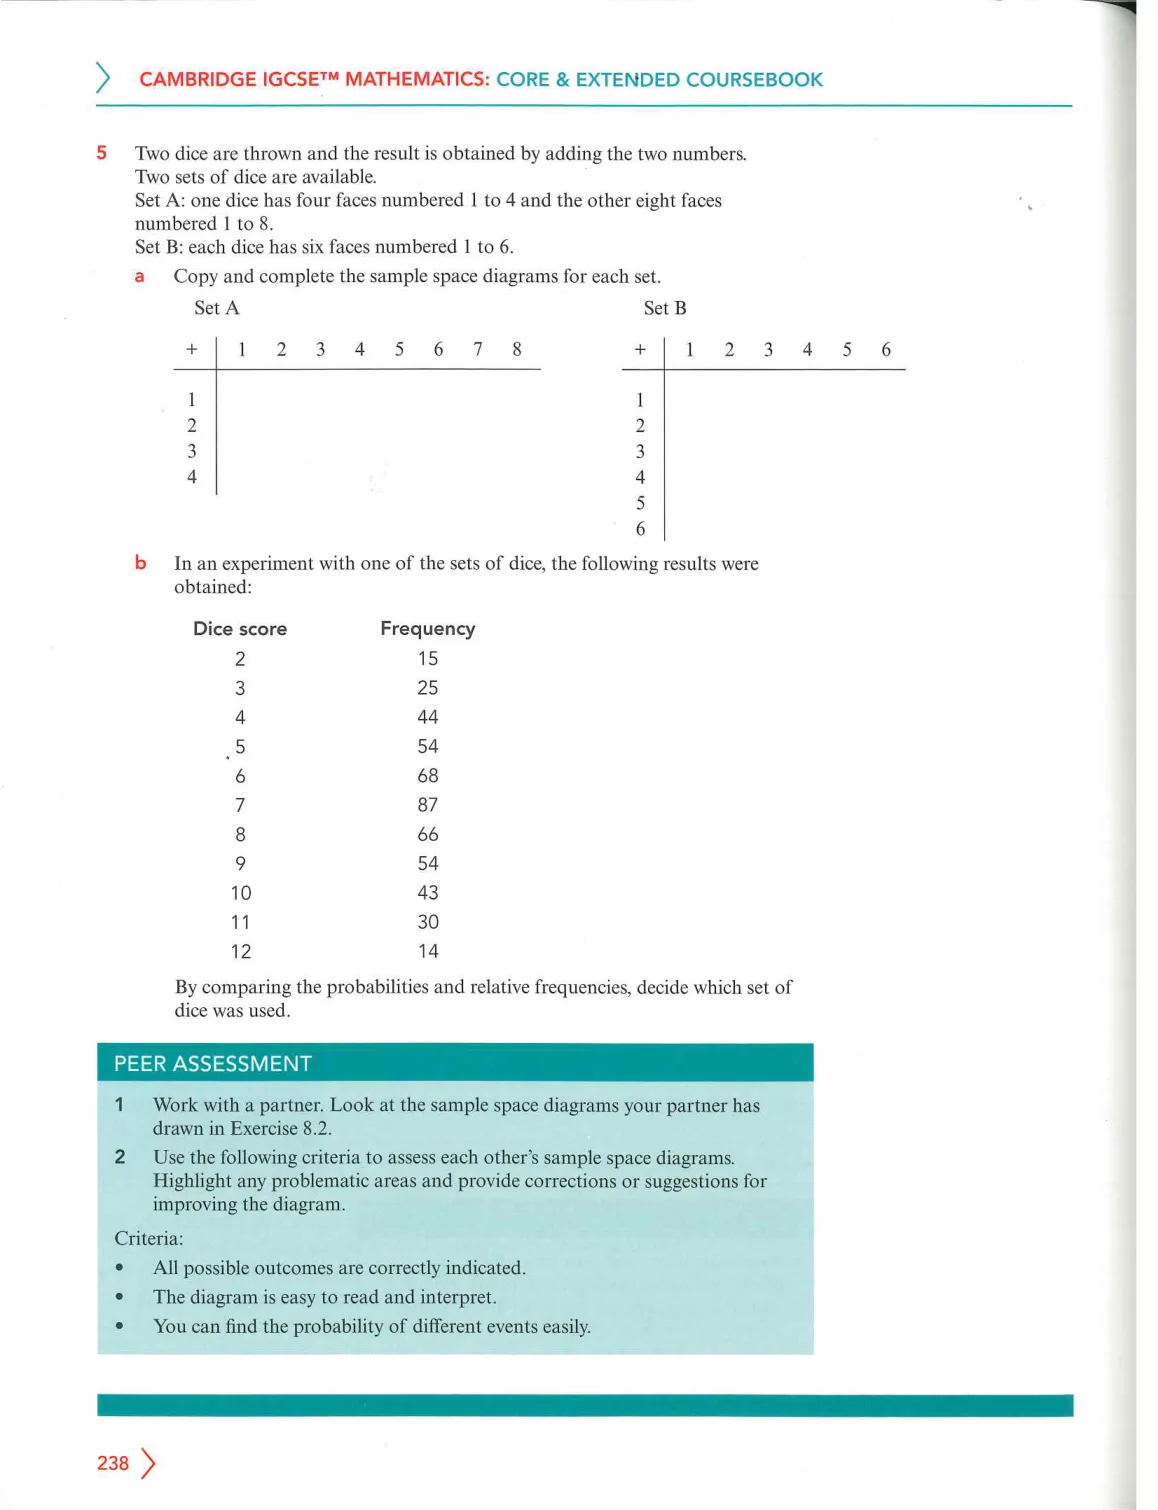 CAMBRIDGE IGCSE™ MATHEMATICS: CORE & EXTENDED COURSEBOOK
5 Two dice are thrown and the result is obtained by adding the two numbers.
Two sets of dice are available.
Set A: one dice has four faces numbered 1 to 4 and the other eight faces
numbered 1 to 8.
Set B: each dice has six faces numbered 1 to 6.
a Copy and complete the sample space diagrams for each set.
Set A
+ 1 2 3 4 5 6 7 8
1
2
3
4
Set B
+ 1 2 3 4 5 6
1
2
3
4
5
6
b In an experiment with one of the sets of dice, the following results were
obtained:
Dice score Frequency
2 15
3 25
4 44
5 54
6 68
7 87
8 66
9 54
10 43
11 30
12 14
By comparing the probabilities and relative frequencies, decide which set of
dice was used.
PEER ASSESSMENT
1 Work with a partner. Look at the sample space diagrams your partner has
drawn in Exercise 8.2.
2 Use the following criteria to assess each other's sample space diagrams.
Highlight any problematic areas and provide corrections or suggestions for
improving the diagram.
Criteria:
• All possible outcomes are correctly indicated.
• The diagram is easy to read and interpret.
• You can find the probability of different events easily.
238